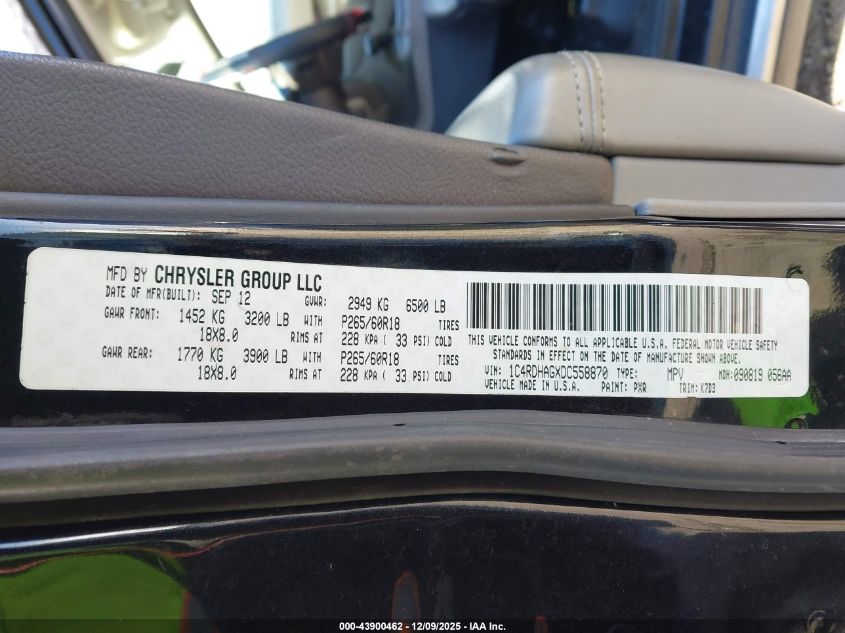 MFD BY CHRYSLER GROUP LLC
DATE OF MFR(BUILT): SEP 12 GVWR: 2949 KG 6500 LB
GAWR FRONT: 1452 KG 3200 LB WITH P265/60R18 TIRES
18X8.0 RIMS AT 228 KPA ( 33 PSI) COLD
GAWR REAR: 1770 KG 3900 LB WITH P265/60R18 TIRES
18X8.0 RIMS AT 228 KPA ( 33 PSI) COLD
THIS VEHICLE CONFORMS TO ALL APPLICABLE U.S.A. FEDERAL MOTOR VEHICLE SAFETY
STANDARDS IN EFFECT ON THE DATE OF MANUFACTURE SHOWN ABOVE.
VIN: 1C4RDHAGXDC558870 TYPE: MPV MDH:090819 056AA
VEHICLE MADE IN U.S.A. PAINT: PXR TRIM: K7D3
000-43900462 - 12/09/2025 - IAA Inc.